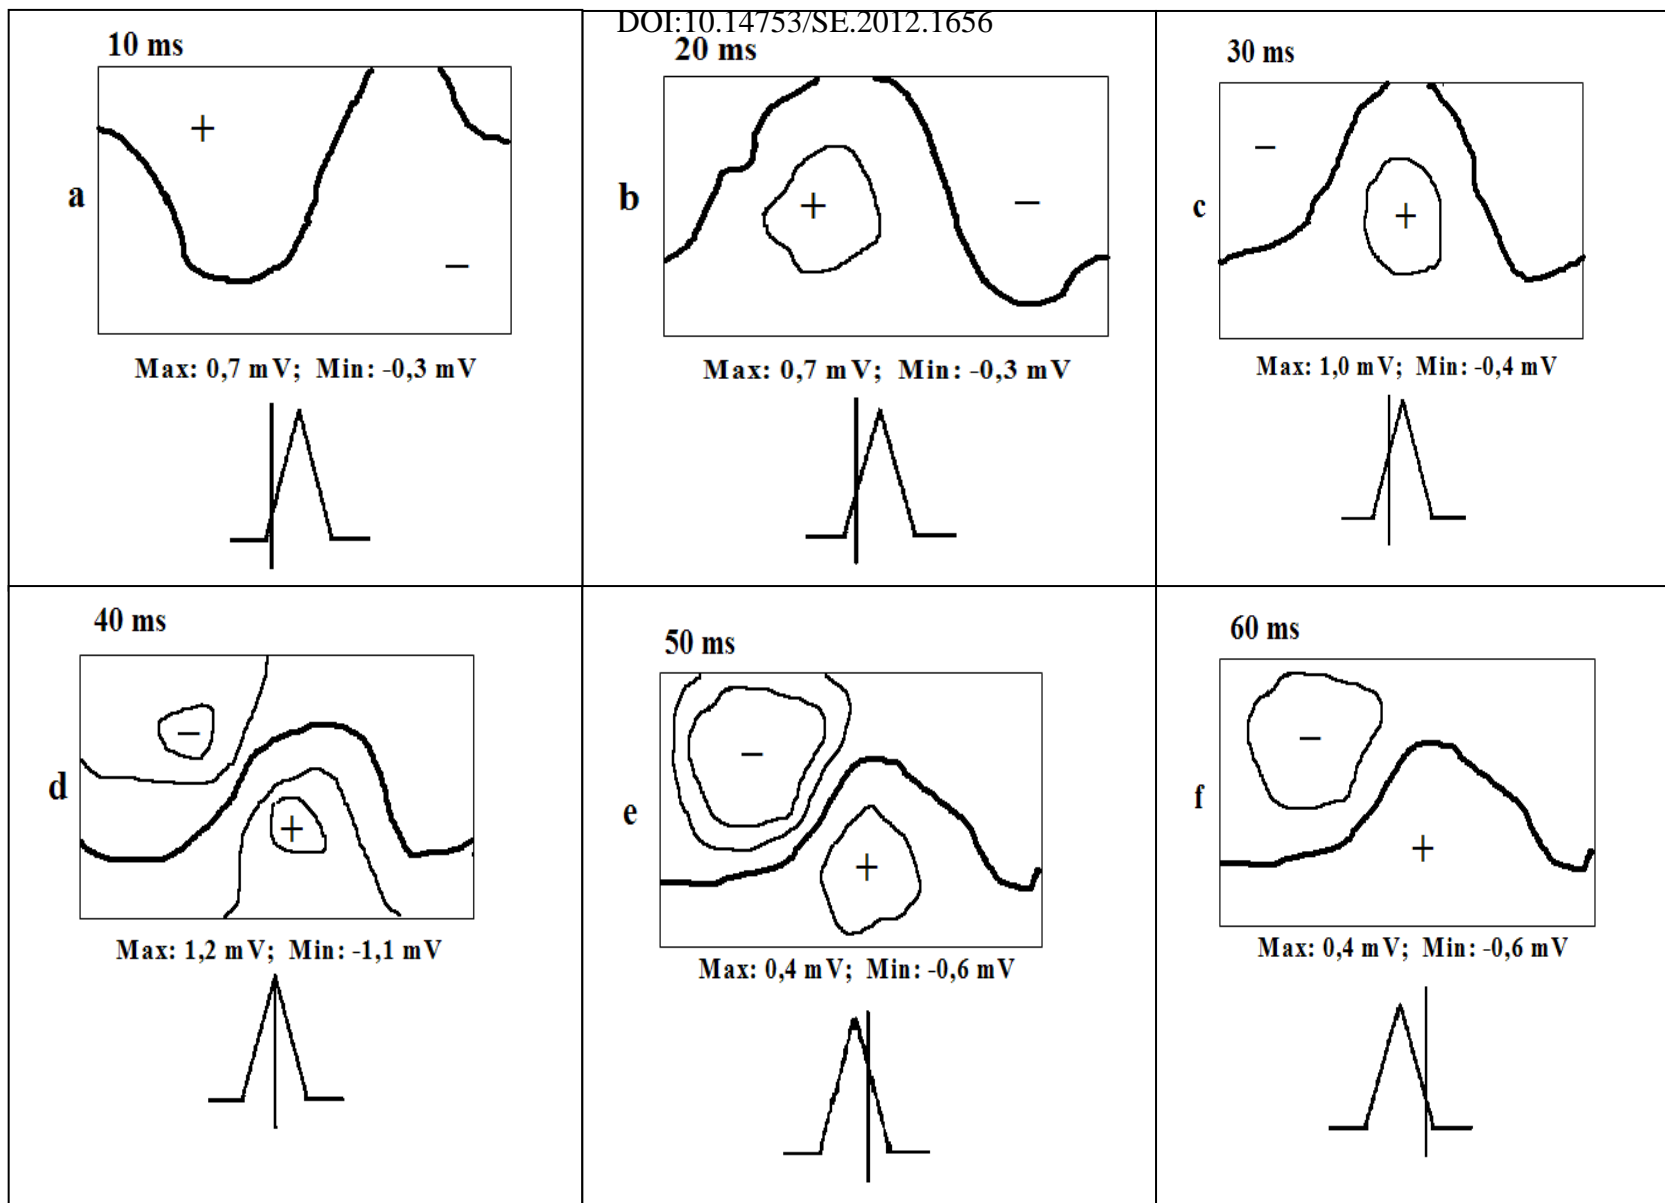 DOI:10.14753/SE.2012.1656
10 ms
+
a
−
Max: 0,7 mV; Min: -0,3 mV
20 ms
b
+
−
Max: 0,7 mV; Min: -0,3 mV
30 ms
−
c
+
Max: 1,0 mV; Min: -0,4 mV
40 ms
−
d
+
Max: 1,2 mV; Min: -1,1 mV
50 ms
−
e
+
Max: 0,4 mV; Min: -0,6 mV
60 ms
−
f
+
Max: 0,4 mV; Min: -0,6 mV